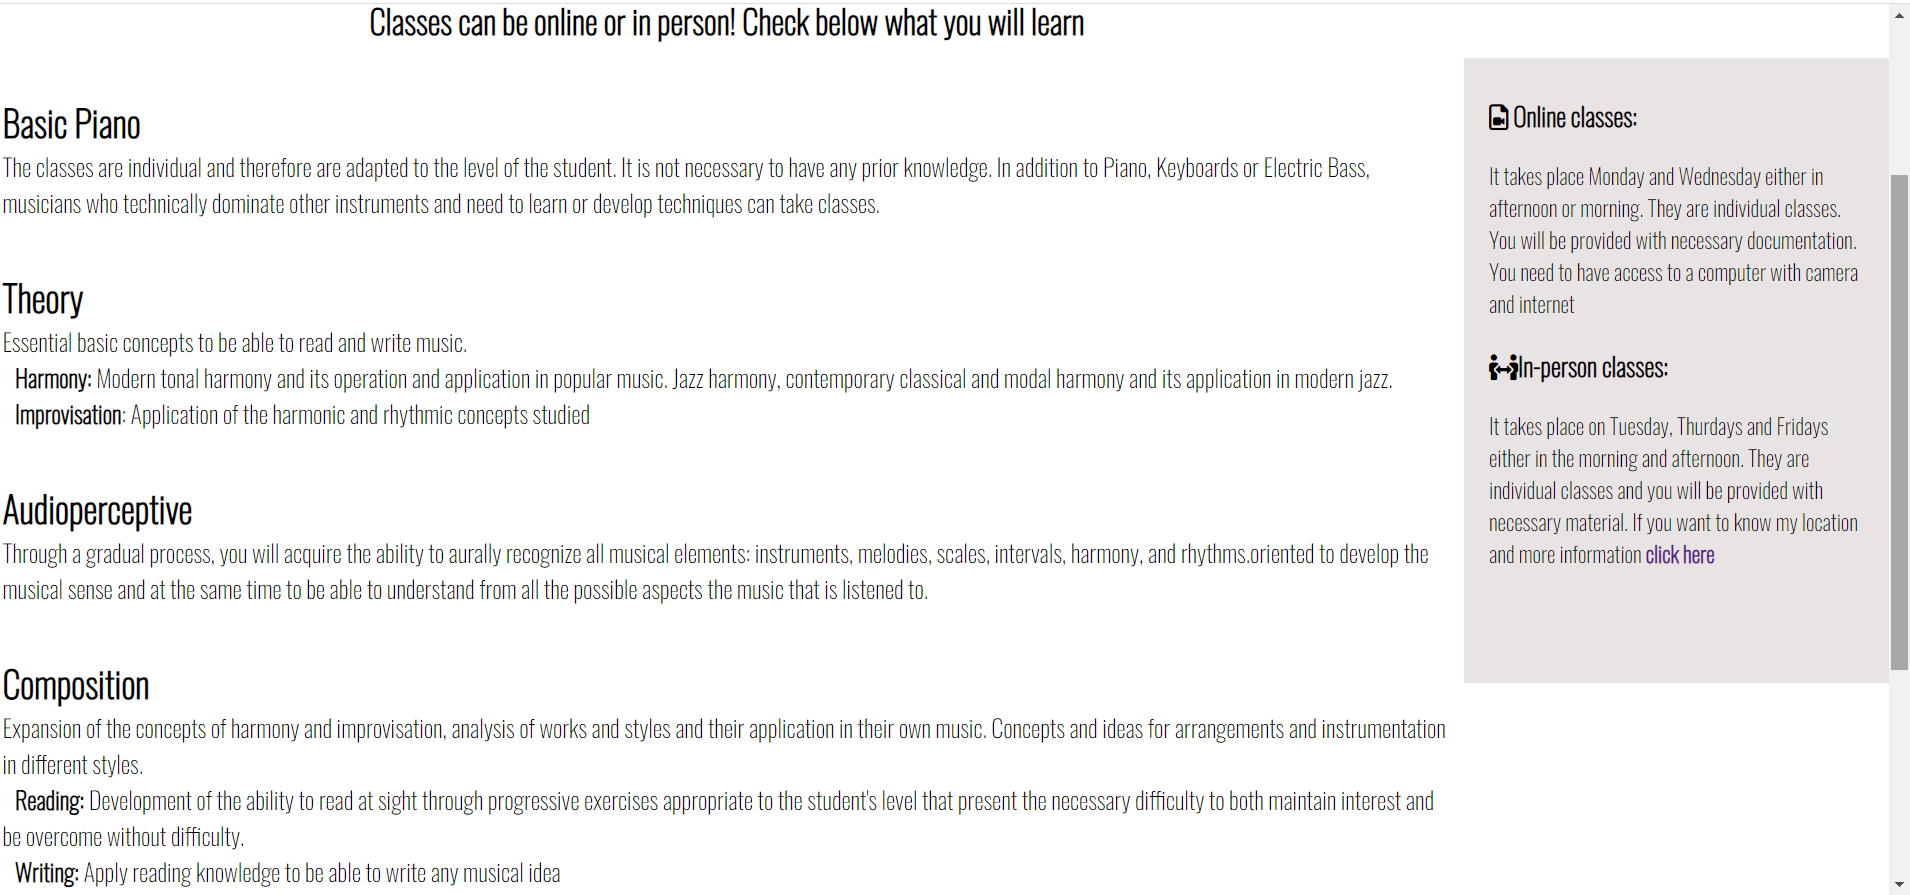 Classes can be online or in person! Check below what you will learn
Basic Piano
The classes are individual and therefore are adapted to the level of the student. It is not necessary to have any prior knowledge. In addition to Piano, Keyboards or Electric Bass,
musicians who technically dominate other instruments and need to learn or develop techniques can take classes.
Theory
Essential basic concepts to be able to read and write music.
Harmony: Modern tonal harmony and its operation and application in popular music. Jazz harmony, contemporary classical and modal harmony and its application in modern jazz.
Improvisation: Application of the harmonic and rhythmic concepts studied
Audioperceptive
Through a gradual process, you will acquire the ability to aurally recognize all musical elements: instruments, melodies, scales, intervals, harmony, and rhythms.oriented to develop the
musical sense and at the same time to be able to understand from all the possible aspects the music that is listened to.
Composition
Expansion of the concepts of harmony and improvisation, analysis of works and styles and their application in their own music. Concepts and ideas for arrangements and instrumentation
in different styles.
Reading: Development of the ability to read at sight through progressive exercises appropriate to the student's level that present the necessary difficulty to both maintain interest and
be overcome without difficulty.
Writing: Apply reading knowledge to be able to write any musical idea
Online classes:
It takes place Monday and Wednesday either in
afternoon or morning. They are individual classes.
You will be provided with necessary documentation.
You need to have access to a computer with camera
and internet
In-person classes:
It takes place on Tuesday, Thurdays and Fridays
either in the morning and afternoon. They are
individual classes and you will be provided with
necessary material. If you want to know my location
and more information click here